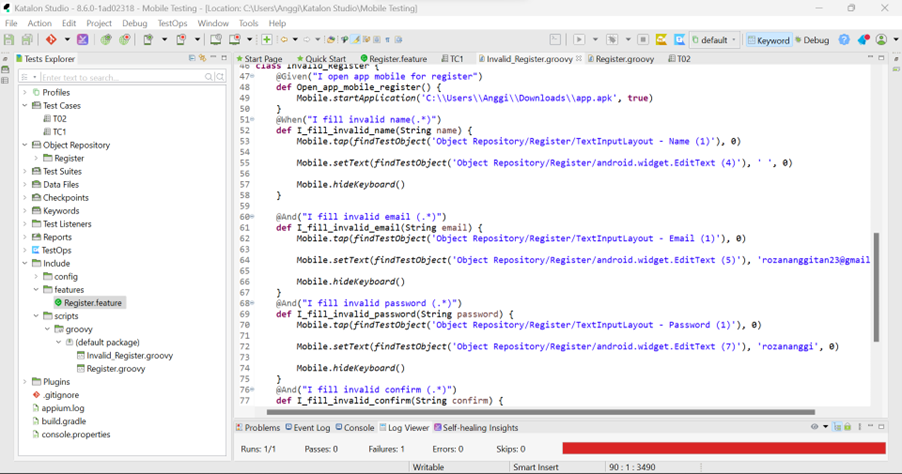 Katalon Studio - 8.6.0-1ad02318 - Mobile Testing - [Location: C:\Users\Anggi\Katalon Studio\Mobile Testing]
File Action Edit Project Debug TestOps Window Tools Help
default Keyword Debug
Tests Explorer
Enter text to search...
Profiles
Test Cases
T02
TC1
Object Repository
Register
Test Suites
Data Files
Checkpoints
Keywords
Test Listeners
Reports
TestOps
Include
config
features
Register.feature
scripts
groovy
(default package)
Invalid_Register.groovy
Register.groovy
Plugins
.gitignore
appium.log
build.gradle
console.properties
Start Page Quick Start Register.feature TC1 Invalid_Register.groovy Register.groovy T02
46 class Invalid_Register {
47 @Given("I open app mobile for register")
48 def Open_app_mobile_register() {
49 Mobile.startApplication('C:\\Users\\Anggi\\Downloads\\app.apk', true)
50 }
51 @When("I fill invalid name(.*)")
52 def I_fill_invalid_name(String name) {
53 Mobile.tap(findTestObject('Object Repository/Register/TextInputLayout - Name (1)'), 0)
54
55 Mobile.setText(findTestObject('Object Repository/Register/android.widget.EditText (4)'), ' ', 0)
56
57 Mobile.hideKeyboard()
58 }
59
60 @And("I fill invalid email (.*)")
61 def I_fill_invalid_email(String email) {
62 Mobile.tap(findTestObject('Object Repository/Register/TextInputLayout - Email (1)'), 0)
63
64 Mobile.setText(findTestObject('Object Repository/Register/android.widget.EditText (5)'), 'rozananggitan23@gmail
65
66 Mobile.hideKeyboard()
67 }
68 @And("I fill invalid password (.*)")
69 def I_fill_invalid_password(String password) {
70 Mobile.tap(findTestObject('Object Repository/Register/TextInputLayout - Password (1)'), 0)
71
72 Mobile.setText(findTestObject('Object Repository/Register/android.widget.EditText (7)'), 'rozananggi', 0)
73
74 Mobile.hideKeyboard()
75 }
76 @And("I fill invalid confirm (.*)")
77 def I_fill_invalid_confirm(String confirm) {
Problems Event Log Console Log Viewer Self-healing Insights
Runs: 1/1 Passes: 0 Failures: 1 Errors: 0 Skips: 0
Writable Smart Insert 90 : 1 : 3490